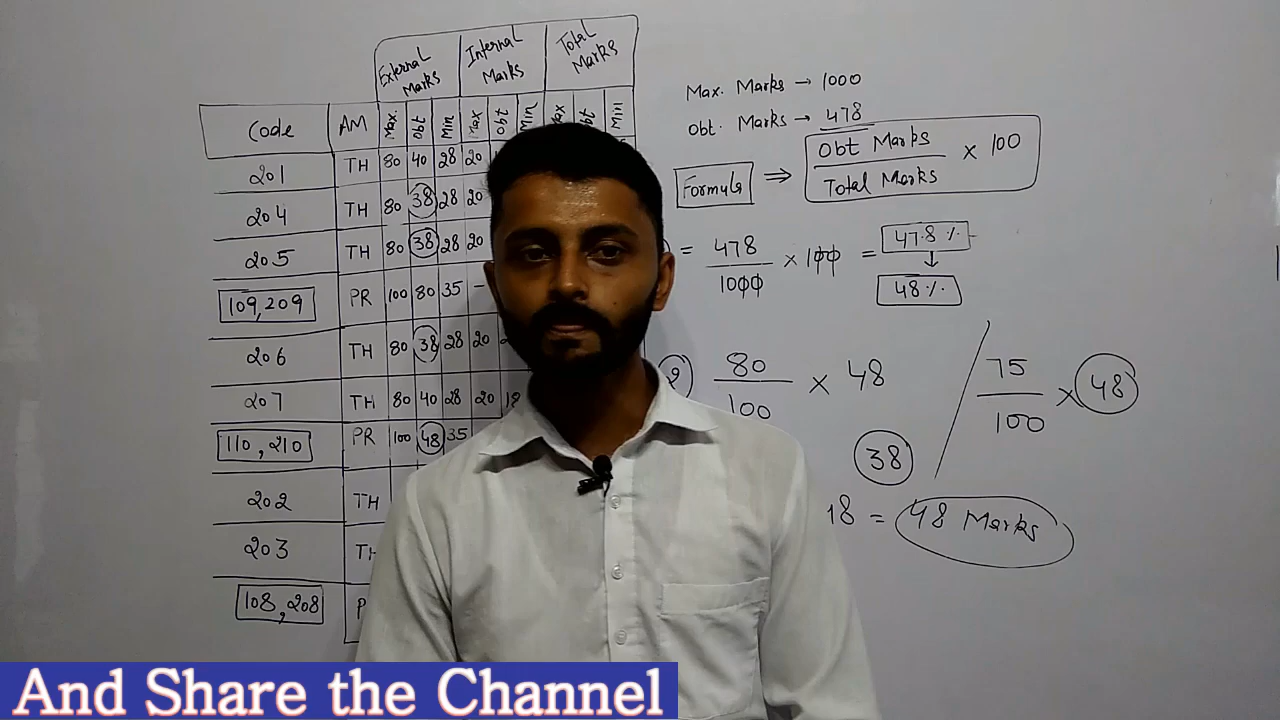 External Marks Internal Marks Total Marks
Code AM Max. Obt Min Max Obt Min Max Obt Min
201 TH 80 40 28 20
204 TH 80 38 28 20
205 TH 80 38 28 20
109,209 PR 100 80 35 -
206 TH 80 38 28 20
207 TH 80 40 28 20 18
110, 210 PR 100 48 35
202 TH
203 TH
108,208
Max. Marks → 1000
Obt. Marks → 478
Formula ⇒ Obt Marks / Total Marks × 100
= 478 / 1000 × 100 = 47.8 %
↓
48 %
80 / 100 × 48 / 75 / 100 × 48
38
18 = 48 Marks
And Share the Channel